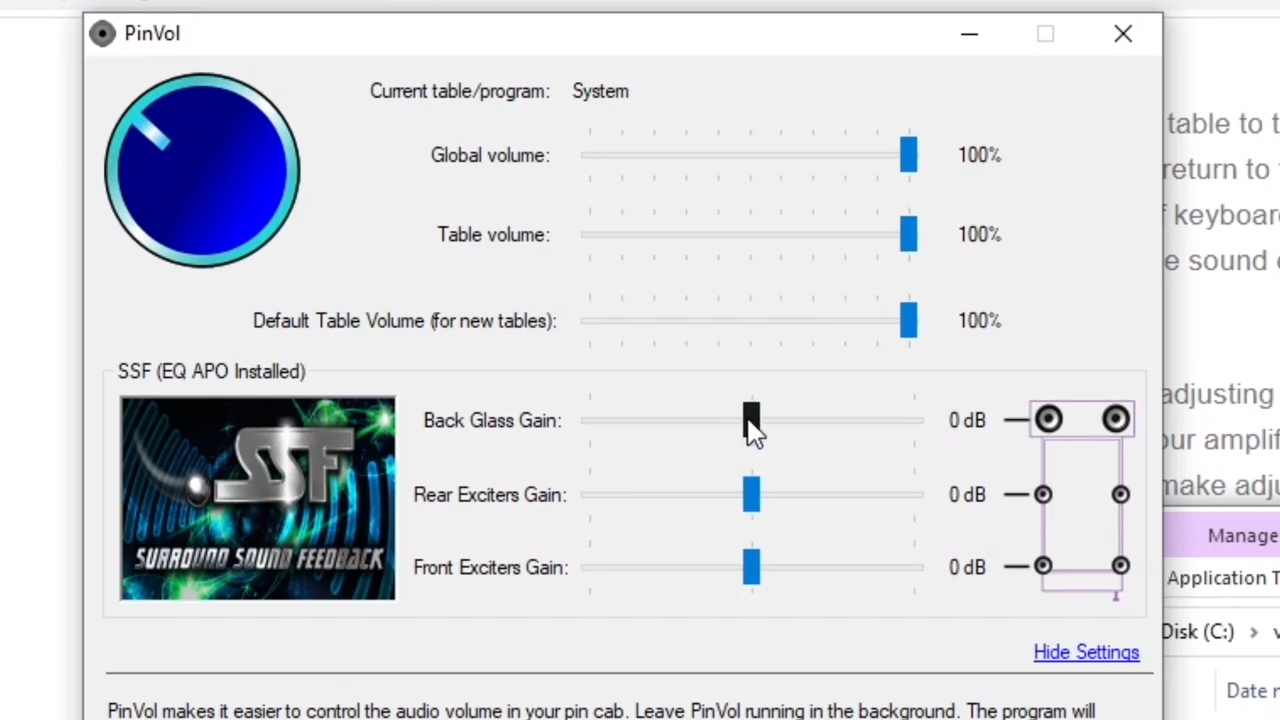 PinVol
Current table/program: System
Global volume: 100%
Table volume: 100%
Default Table Volume (for new tables): 100%
SSF (EQ APO Installed)
SSF
SURROUND SOUND FEEDBACK
Back Glass Gain: 0 dB
Rear Exciters Gain: 0 dB
Front Exciters Gain: 0 dB
Hide Settings
PinVol makes it easier to control the audio volume in your pin cab. Leave PinVol running in the background. The program will
table to
return to
keyboar
e sound
adjusting
our amplif
make adju
Manage
Application T
Disk (C:)
Date